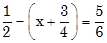 1/2 - (x + 3/4) = 5/6